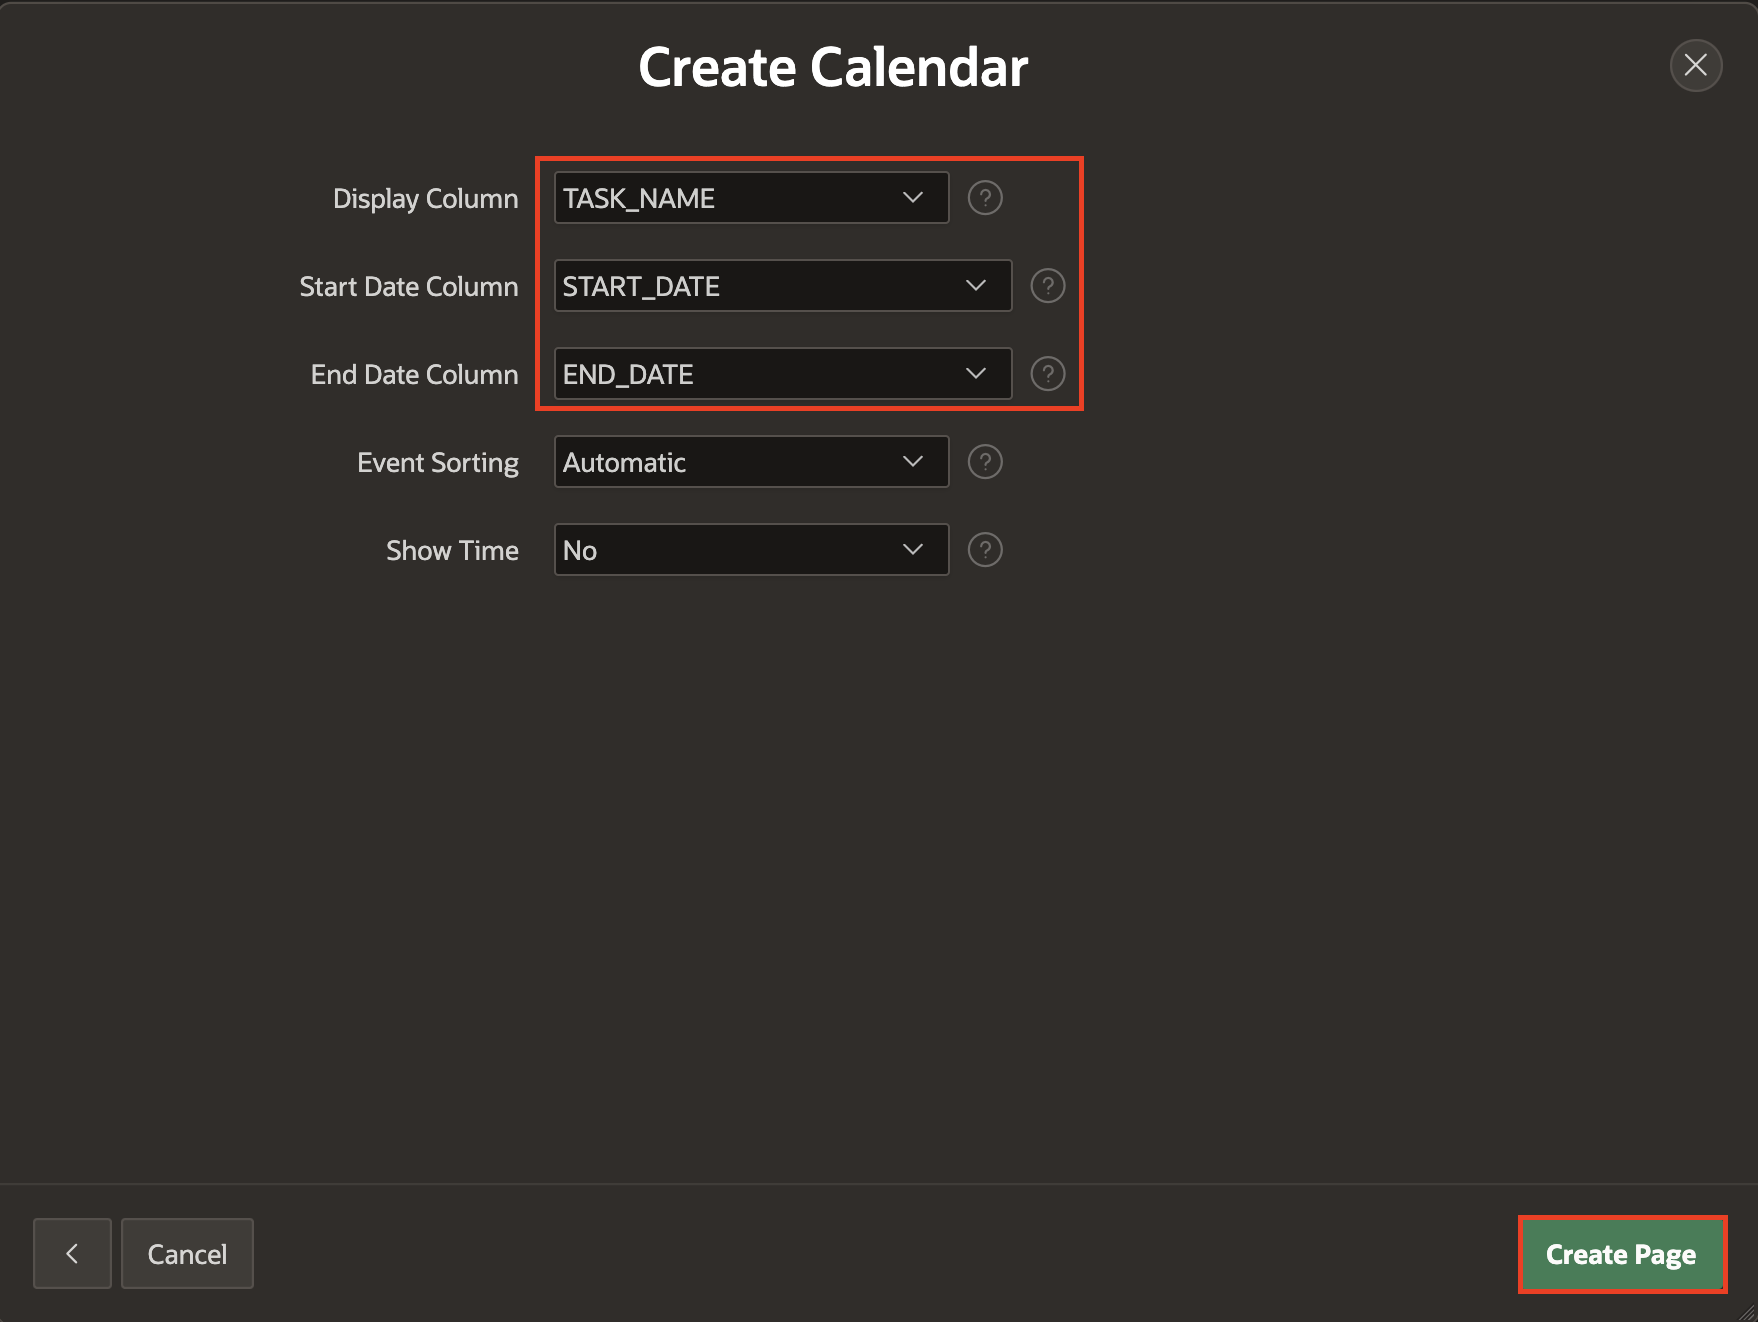 Create Calendar
Display Column TASK_NAME ?
Start Date Column START_DATE ?
End Date Column END_DATE ?
Event Sorting Automatic ?
Show Time No ?
Cancel Create Page